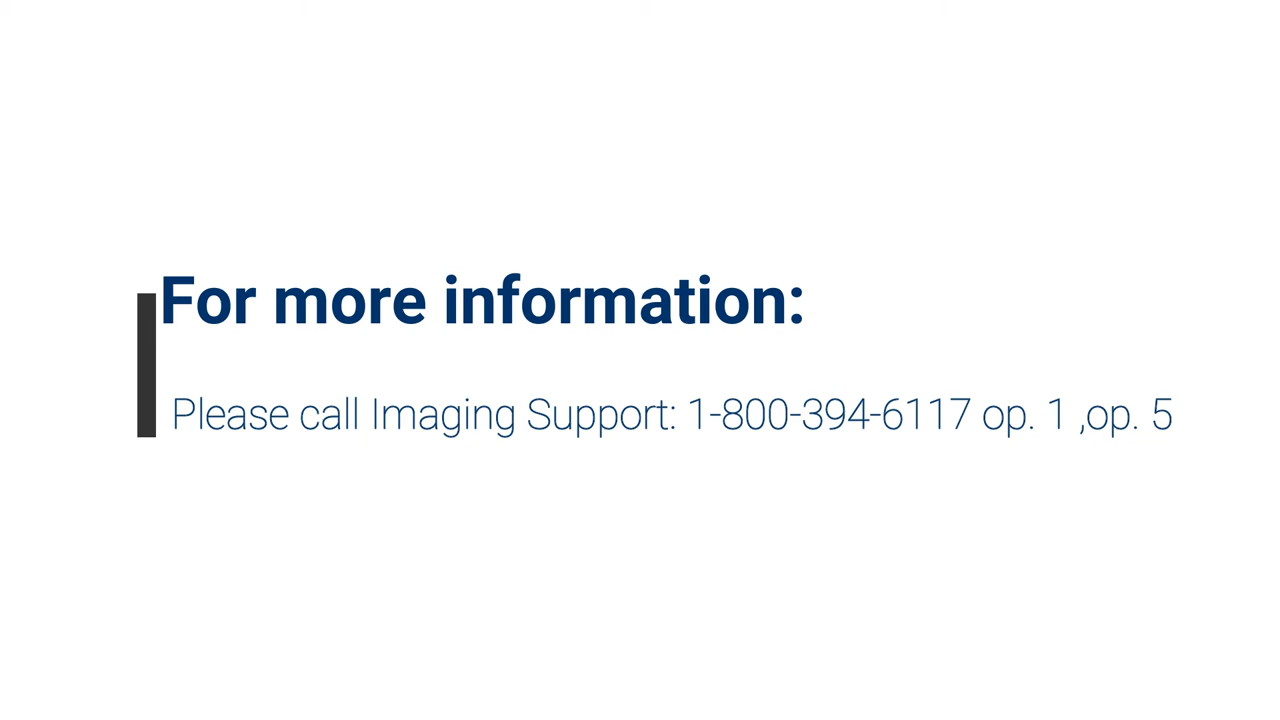 For more information:
Please call Imaging Support: 1-800-394-6117 op. 1 ,op. 5